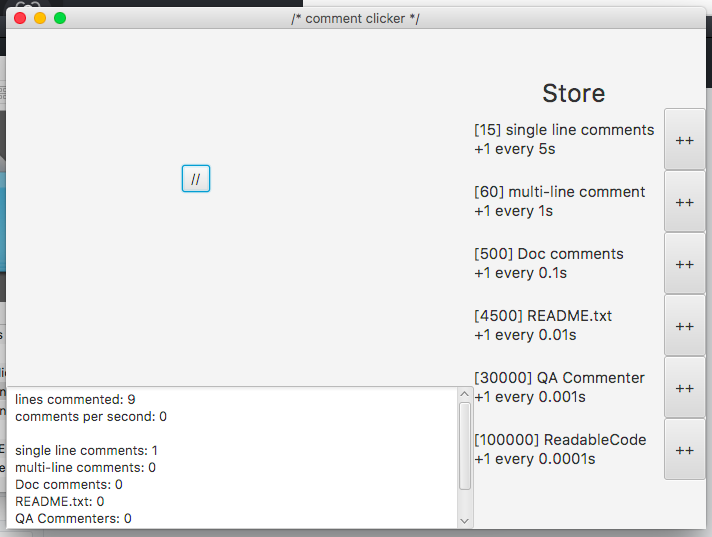 /* comment clicker */
//
Store
[15] single line comments
+1 every 5s
++
[60] multi-line comment
+1 every 1s
++
[500] Doc comments
+1 every 0.1s
++
[4500] README.txt
+1 every 0.01s
++
[30000] QA Commenter
+1 every 0.001s
++
[100000] ReadableCode
+1 every 0.0001s
++
lines commented: 9
comments per second: 0
single line comments: 1
multi-line comments: 0
Doc comments: 0
README.txt: 0
QA Commenters: 0